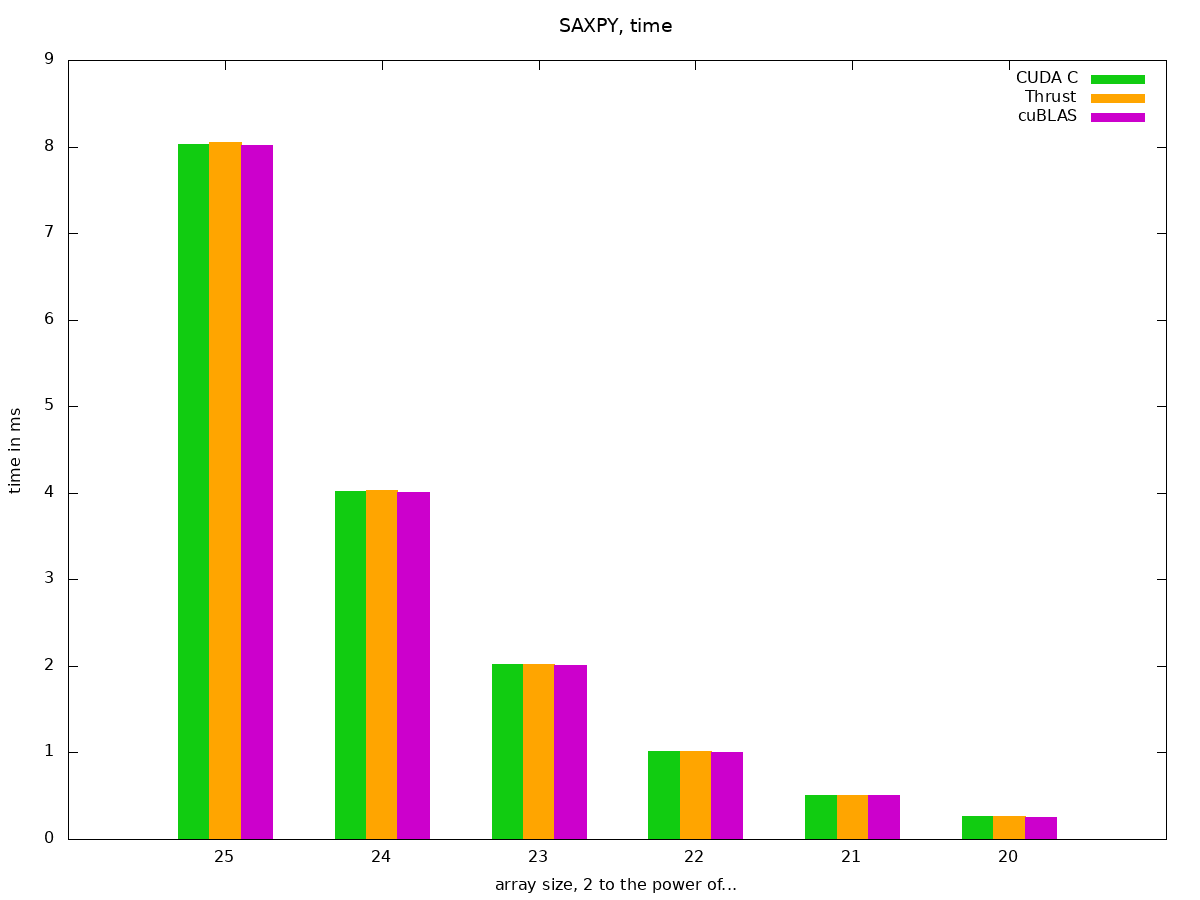 SAXPY, time
CUDA C
Thrust
cuBLAS
9
8
7
6
5
4
3
2
1
0
time in ms
25 24 23 22 21 20
array size, 2 to the power of...